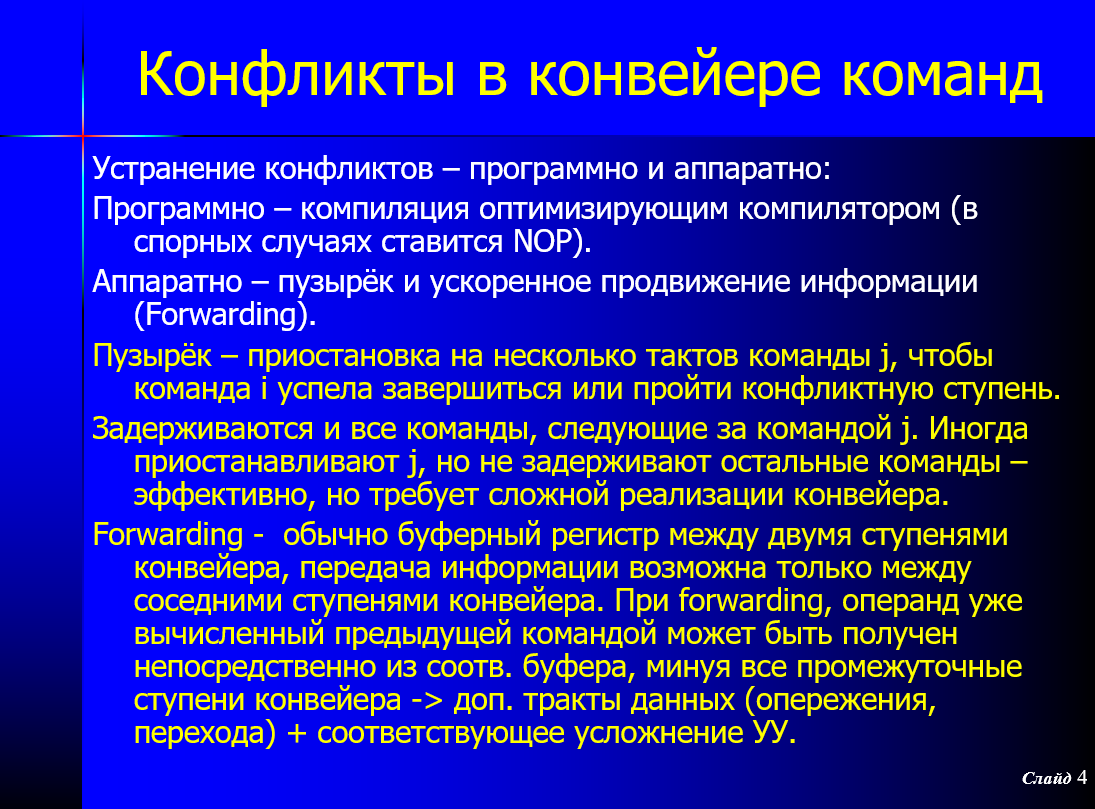 Конфликты в конвейере команд
Устранение конфликтов – программно и аппаратно:
Программно – компиляция оптимизирующим компилятором (в
спорных случаях ставится NOP).
Аппаратно – пузырёк и ускоренное продвижение информации
(Forwarding).
Пузырёк – приостановка на несколько тактов команды j, чтобы
команда i успела завершиться или пройти конфликтную ступень.
Задерживаются и все команды, следующие за командой j. Иногда
приостанавливают j, но не задерживают остальные команды –
эффективно, но требует сложной реализации конвейера.
Forwarding -  обычно буферный регистр между двумя ступенями
конвейера, передача информации возможна только между
соседними ступенями конвейера. При forwarding, операнд уже
вычисленный предыдущей командой может быть получен
непосредственно из соотв. буфера, минуя все промежуточные
ступени конвейера -> доп. тракты данных (опережения,
перехода) + соответствующее усложнение УУ.
Слайд 4